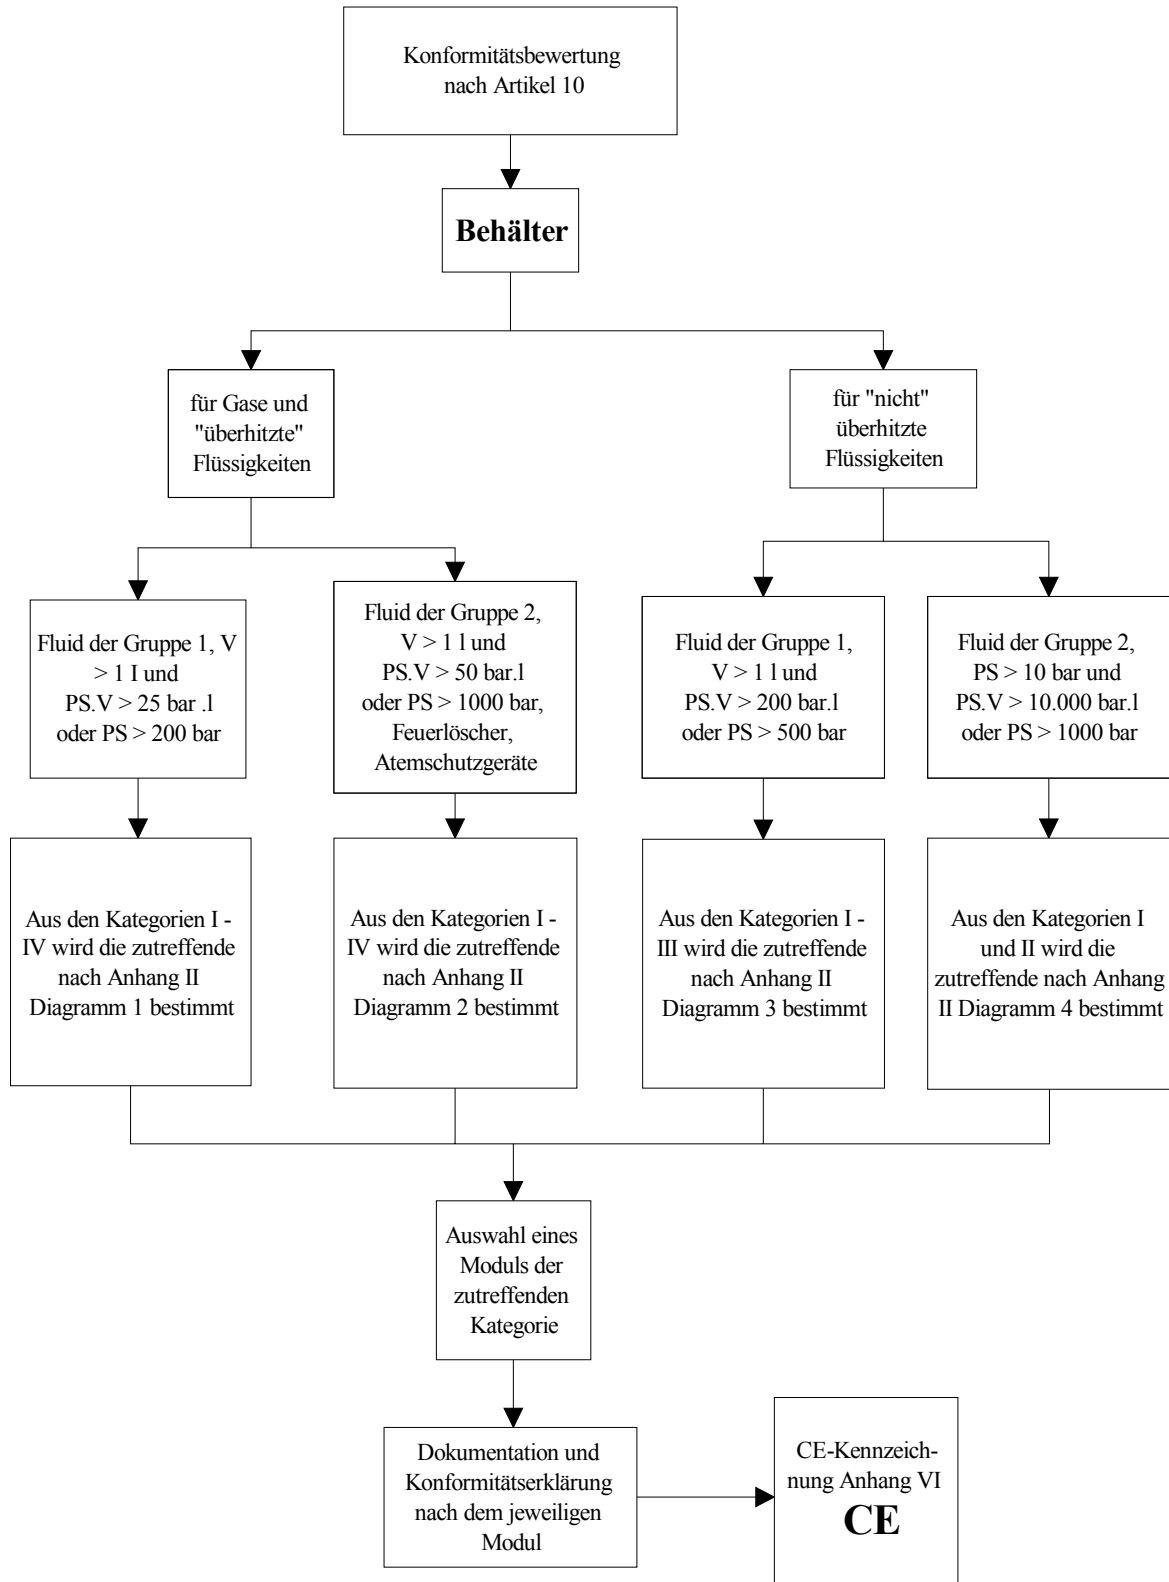 Konformitätsbewertung
nach Artikel 10
Behälter
für Gase und
"überhitzte"
Flüssigkeiten
für "nicht"
überhitzte
Flüssigkeiten
Fluid der Gruppe 1, V
> 1 l und
PS.V > 25 bar .l
oder PS > 200 bar
Fluid der Gruppe 2,
V > 1 l und
PS.V > 50 bar.l
oder PS > 1000 bar,
Feuerlöscher,
Atemschutzgeräte
Fluid der Gruppe 1,
V > 1 l und
PS.V > 200 bar.l
oder PS > 500 bar
Fluid der Gruppe 2,
PS > 10 bar und
PS.V > 10.000 bar.l
oder PS > 1000 bar
Aus den Kategorien I -
IV wird die zutreffende
nach Anhang II
Diagramm 1 bestimmt
Aus den Kategorien I -
IV wird die zutreffende
nach Anhang II
Diagramm 2 bestimmt
Aus den Kategorien I -
III wird die zutreffende
nach Anhang II
Diagramm 3 bestimmt
Aus den Kategorien I
und II wird die
zutreffende nach Anhang
II Diagramm 4 bestimmt
Auswahl eines
Moduls der
zutreffenden
Kategorie
Dokumentation und
Konformitätserklärung
nach dem jeweiligen
Modul
CE-Kennzeich-
nung Anhang VI
CE